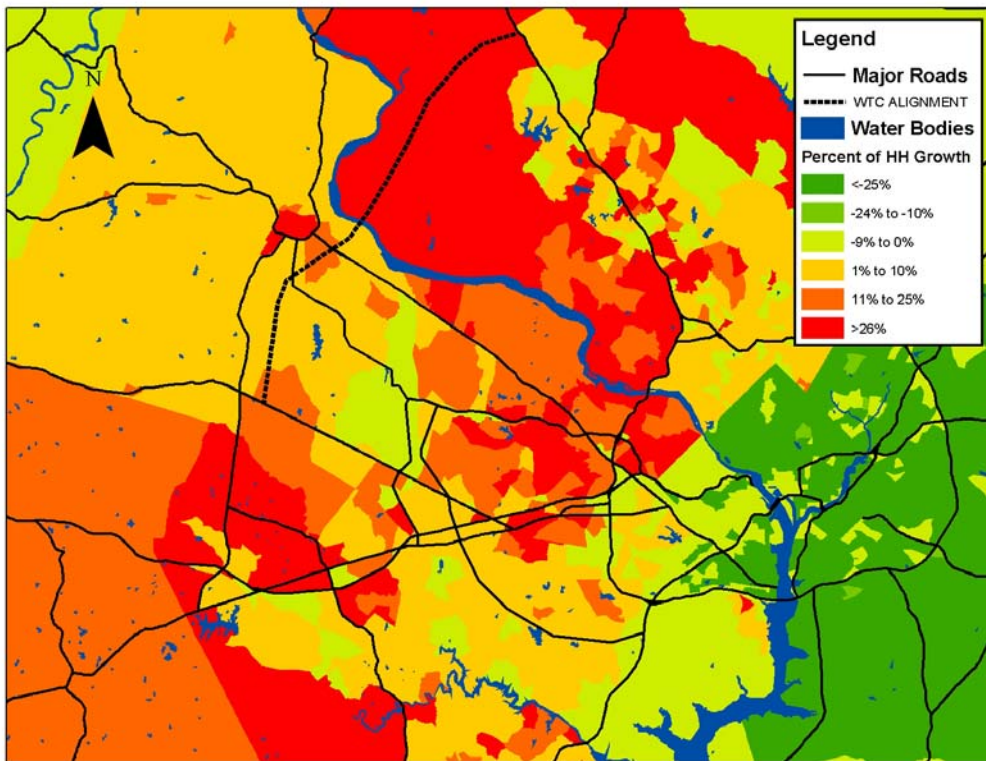 N
Legend
Major Roads
WTC ALIGNMENT
Water Bodies
Percent of HH Growth
<-25%
-24% to -10%
-9% to 0%
1% to 10%
11% to 25%
>26%